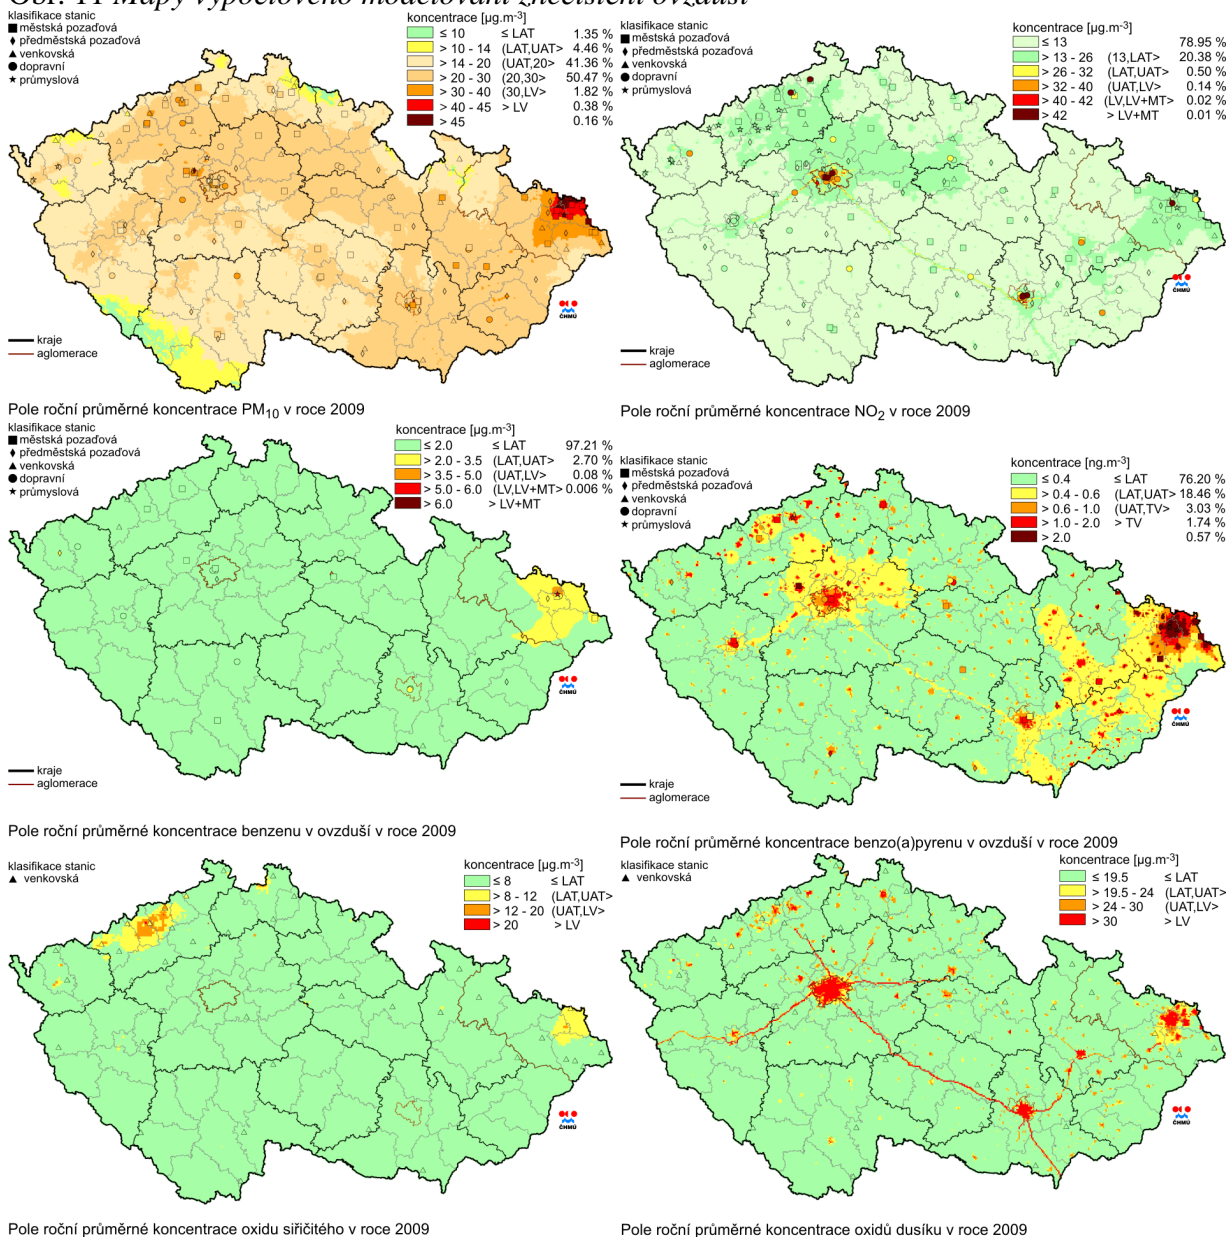 Obr. 11 Mapy výpočtového modelování znečištění ovzduší
klasifikace stanic
městská pozaďová
předměstská pozaďová
venkovská
dopravní
průmyslová
koncentrace [µg.m-3]
≤ 10 ≤ LAT 1.35 %
> 10 - 14 (LAT,UAT> 4.46 %
> 14 - 20 (UAT,20> 41.36 %
> 20 - 30 (20,30> 50.47 %
> 30 - 40 (30,LV> 1.82 %
> 40 - 45 > LV 0.38 %
> 45 0.16 %
kraje
aglomerace
ČHMÚ
Pole roční průměrné koncentrace PM10 v roce 2009
klasifikace stanic
městská pozaďová
předměstská pozaďová
venkovská
dopravní
průmyslová
koncentrace [µg.m-3]
≤ 13 78.95 %
> 13 - 26 (13,LAT> 20.38 %
> 26 - 32 (LAT,UAT> 0.50 %
> 32 - 40 (UAT,LV> 0.14 %
> 40 - 42 (LV,LV+MT> 0.02 %
> 42 > LV+MT 0.01 %
kraje
aglomerace
ČHMÚ
Pole roční průměrné koncentrace NO2 v roce 2009
klasifikace stanic
městská pozaďová
předměstská pozaďová
venkovská
dopravní
průmyslová
koncentrace [µg.m-3]
≤ 2.0 ≤ LAT 97.21 %
> 2.0 - 3.5 (LAT,UAT> 2.70 %
> 3.5 - 5.0 (UAT,LV> 0.08 %
> 5.0 - 6.0 (LV,LV+MT> 0.006 %
> 6.0 > LV+MT
kraje
aglomerace
ČHMÚ
Pole roční průměrné koncentrace benzenu v ovzduší v roce 2009
klasifikace stanic
městská pozaďová
předměstská pozaďová
venkovská
dopravní
průmyslová
koncentrace [ng.m-3]
≤ 0.4 ≤ LAT 76.20 %
> 0.4 - 0.6 (LAT,UAT> 18.46 %
> 0.6 - 1.0 (UAT,TV> 3.03 %
> 1.0 - 2.0 > TV 1.74 %
> 2.0 0.57 %
kraje
aglomerace
ČHMÚ
Pole roční průměrné koncentrace benzo(a)pyrenu v ovzduší v roce 2009
klasifikace stanic
venkovská
koncentrace [µg.m-3]
≤ 8 ≤ LAT
> 8 - 12 (LAT,UAT>
> 12 - 20 (UAT,LV>
> 20 > LV
ČHMÚ
Pole roční průměrné koncentrace oxidu siřičitého v roce 2009
klasifikace stanic
venkovská
koncentrace [µg.m-3]
≤ 19.5 ≤ LAT
> 19.5 - 24 (LAT,UAT>
> 24 - 30 (UAT,LV>
> 30 > LV
ČHMÚ
Pole roční průměrné koncentrace oxidů dusíku v roce 2009